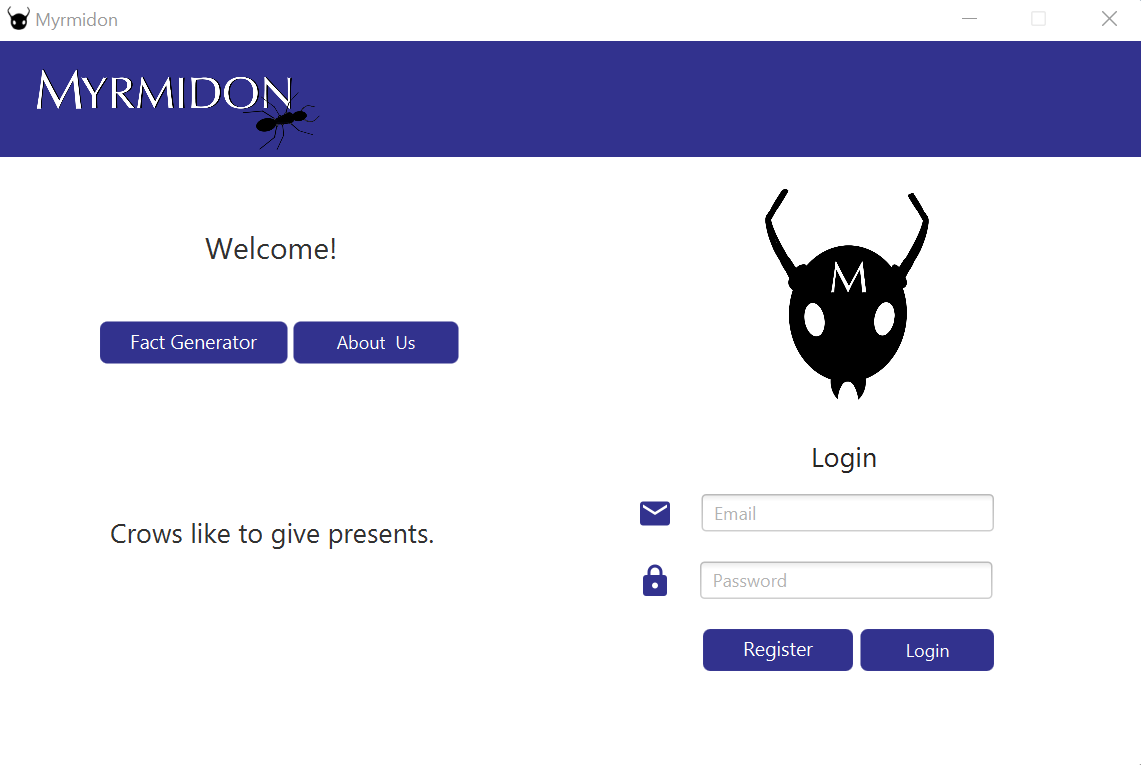 Myrmidon
MYRMIDON
Welcome!
Fact Generator
About Us
Crows like to give presents.
M
Login
Email
Password
Register
Login